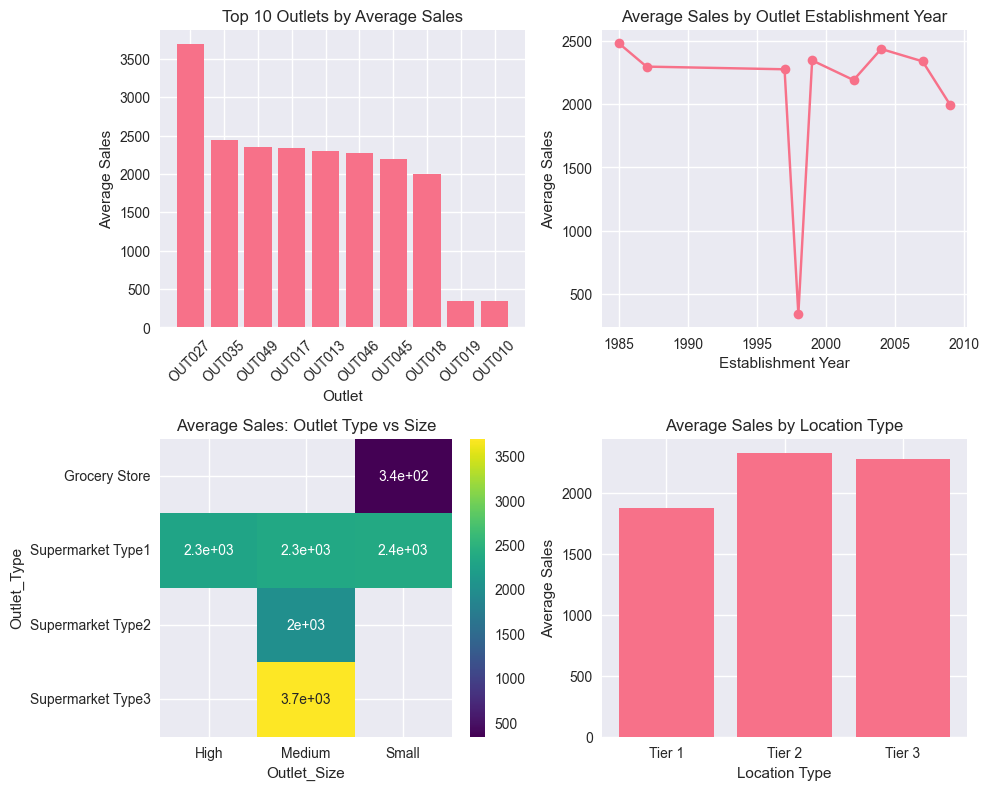 Top 10 Outlets by Average Sales
3500
3000
2500
2000
1500
1000
500
0
Average Sales
OUT027
OUT035
OUT049
OUT017
OUT013
OUT046
OUT045
OUT018
OUT019
OUT010
Outlet
Average Sales by Outlet Establishment Year
2500
2000
1500
1000
500
Average Sales
1985
1990
1995
2000
2005
2010
Establishment Year
Average Sales: Outlet Type vs Size
Outlet_Type
Grocery Store
3.4e+02
Supermarket Type1
2.3e+03
2.3e+03
2.4e+03
Supermarket Type2
2e+03
Supermarket Type3
3.7e+03
High
Medium
Small
Outlet_Size
3500
3000
2500
2000
1500
1000
500
Average Sales by Location Type
2000
1500
1000
500
0
Average Sales
Tier 1
Tier 2
Tier 3
Location Type